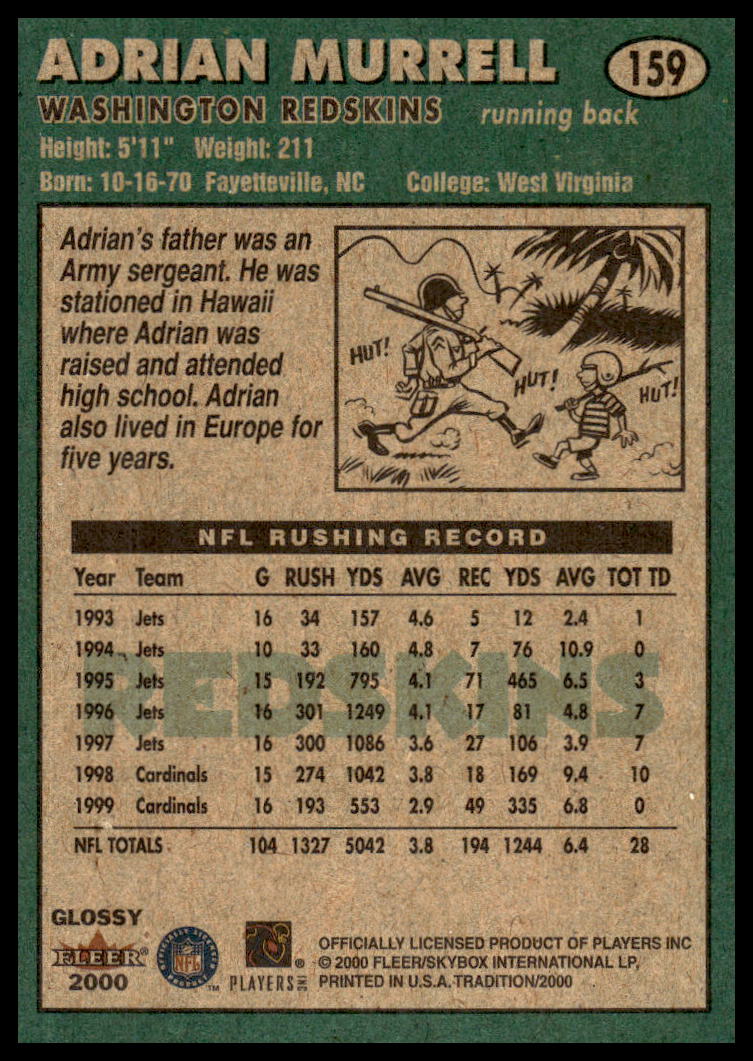 ADRIAN MURRELL 159
WASHINGTON REDSKINS running back
Height: 5'11" Weight: 211
Born: 10-16-70 Fayetteville, NC College: West Virginia
Adrian's father was an
Army sergeant. He was
stationed in Hawaii
where Adrian was
raised and attended
high school. Adrian
also lived in Europe for
five years.
HUT!
HUT!
HUT!
NFL RUSHING RECORD
Year Team G RUSH YDS AVG REC YDS AVG TOT TD
1993 Jets 16 34 157 4.6 5 12 2.4 1
1994 Jets 10 33 160 4.8 7 76 10.9 0
1995 Jets 15 192 795 4.1 71 465 6.5 3
1996 Jets 16 301 1249 4.1 17 81 4.8 7
1997 Jets 16 300 1086 3.6 27 106 3.9 7
1998 Cardinals 15 274 1042 3.8 18 169 9.4 10
1999 Cardinals 16 193 553 2.9 49 335 6.8 0
NFL TOTALS 104 1327 5042 3.8 194 1244 6.4 28
REDSKINS
GLOSSY
FLEER®
2000
NFL
™
PLAYERS INC
®
OFFICIALLY LICENSED PRODUCT OF PLAYERS INC
© 2000 FLEER/SKYBOX INTERNATIONAL LP,
PRINTED IN U.S.A. TRADITION/2000